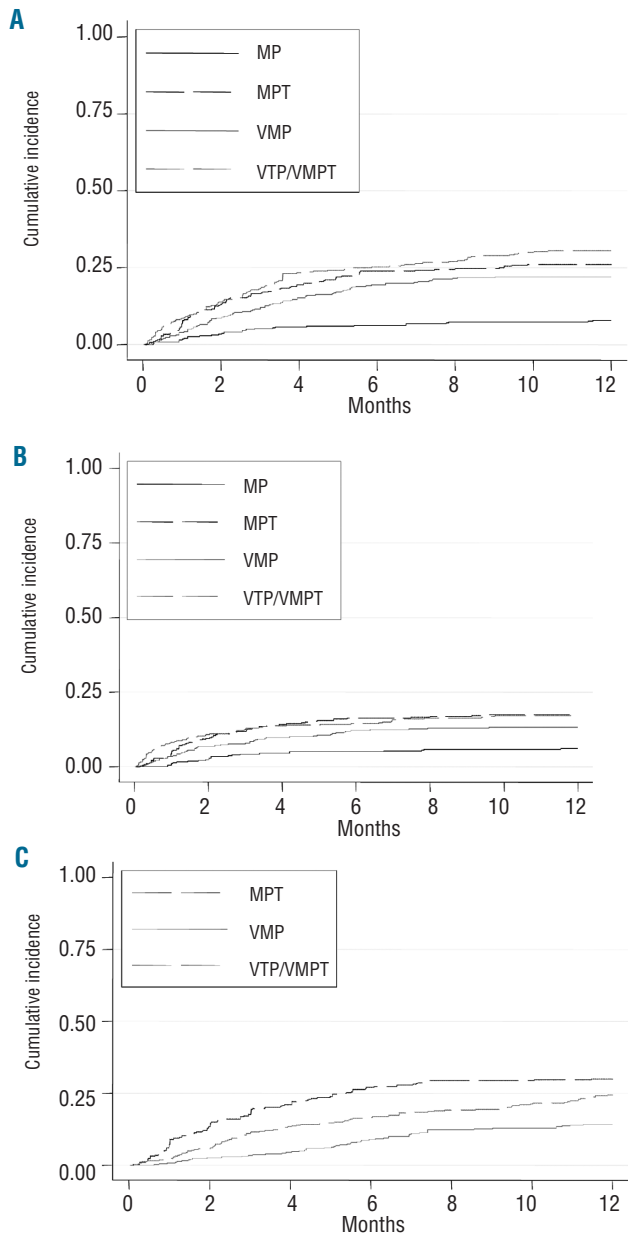 A
Cumulative incidence
1.00
0.75
0.50
0.25
0.00
MP
MPT
VMP
VTP/VMPT
0 2 4 6 8 10 12
Months
B
Cumulative incidence
1.00
0.75
0.50
0.25
0.00
MP
MPT
VMP
VTP/VMPT
0 2 4 6 8 10 12
Months
C
Cumulative incidence
1.00
0.75
0.50
0.25
0.00
MPT
VMP
VTP/VMPT
0 2 4 6 8 10 12
Months